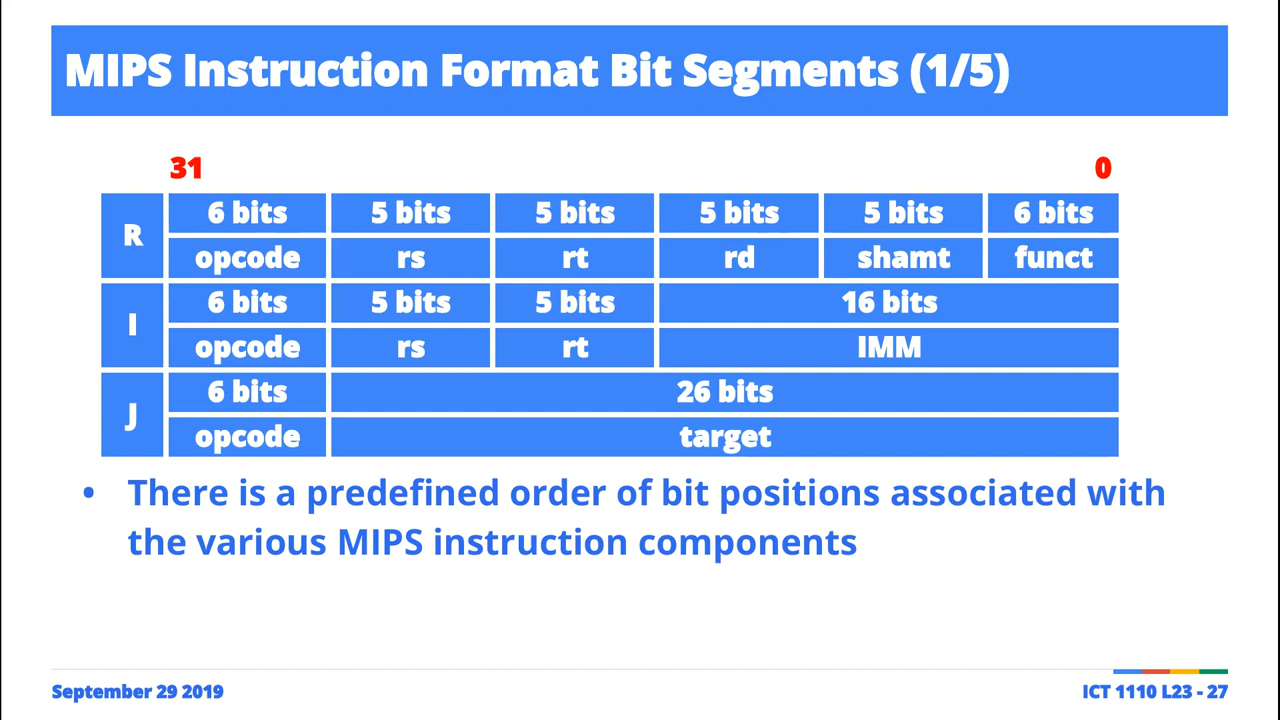 MIPS Instruction Format Bit Segments (1/5)
31 0
R 6 bits 5 bits 5 bits 5 bits 5 bits 6 bits
opcode rs rt rd shamt funct
I 6 bits 5 bits 5 bits 16 bits
opcode rs rt IMM
J 6 bits 26 bits
opcode target
• There is a predefined order of bit positions associated with
the various MIPS instruction components
September 29 2019 ICT 1110 L23 - 27